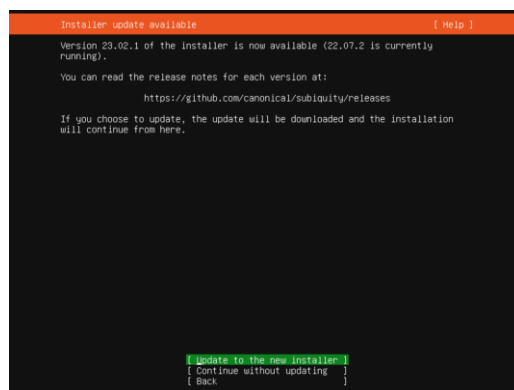 Installer update available [ Help ]
Version 23.02.1 of the installer is now available (22.07.2 is currently
running).
You can read the release notes for each version at:
https://github.com/canonical/subiquity/releases
If you choose to update, the update will be downloaded and the installation
will continue from here.
[ Update to the new installer ]
[ Continue without updating ]
[ Back ]